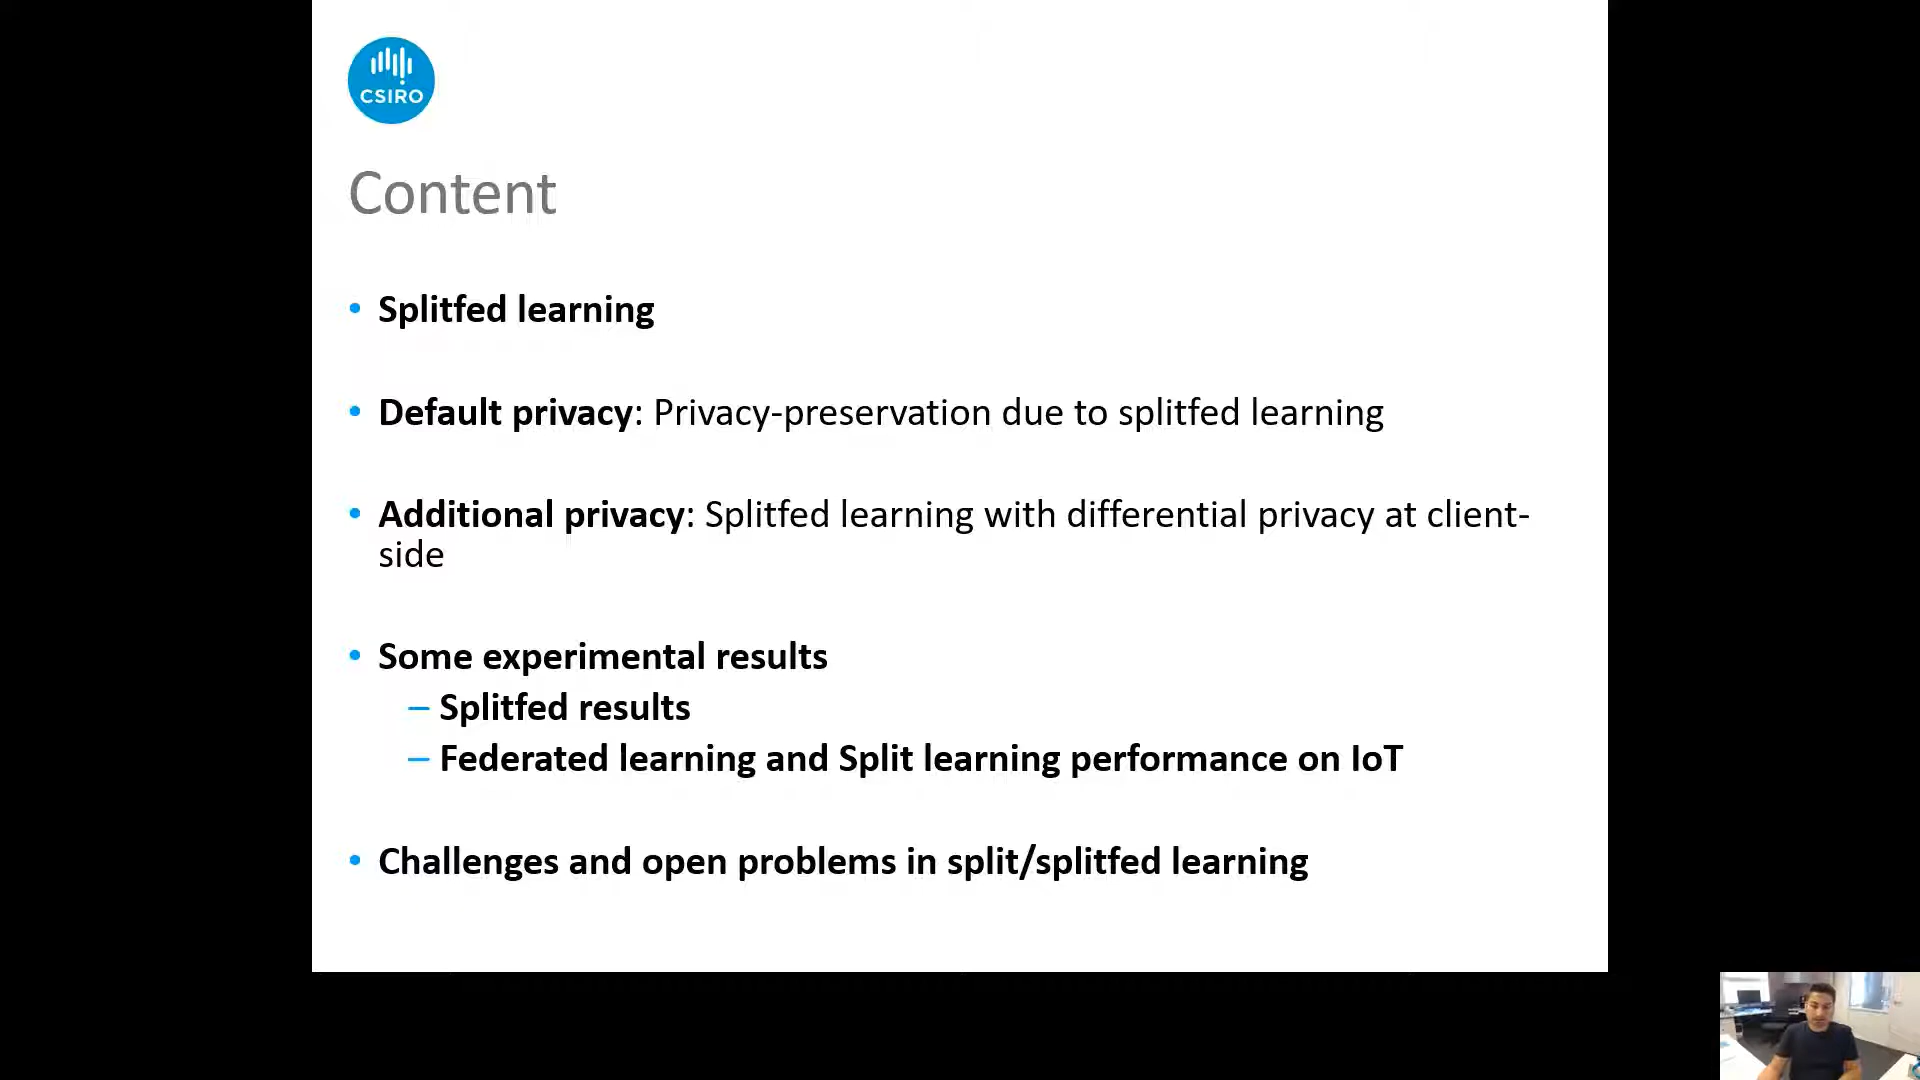 CSIRO
Content
• Splitfed learning
• Default privacy: Privacy-preservation due to splitfed learning
• Additional privacy: Splitfed learning with differential privacy at client-
side
• Some experimental results
– Splitfed results
– Federated learning and Split learning performance on IoT
• Challenges and open problems in split/splitfed learning